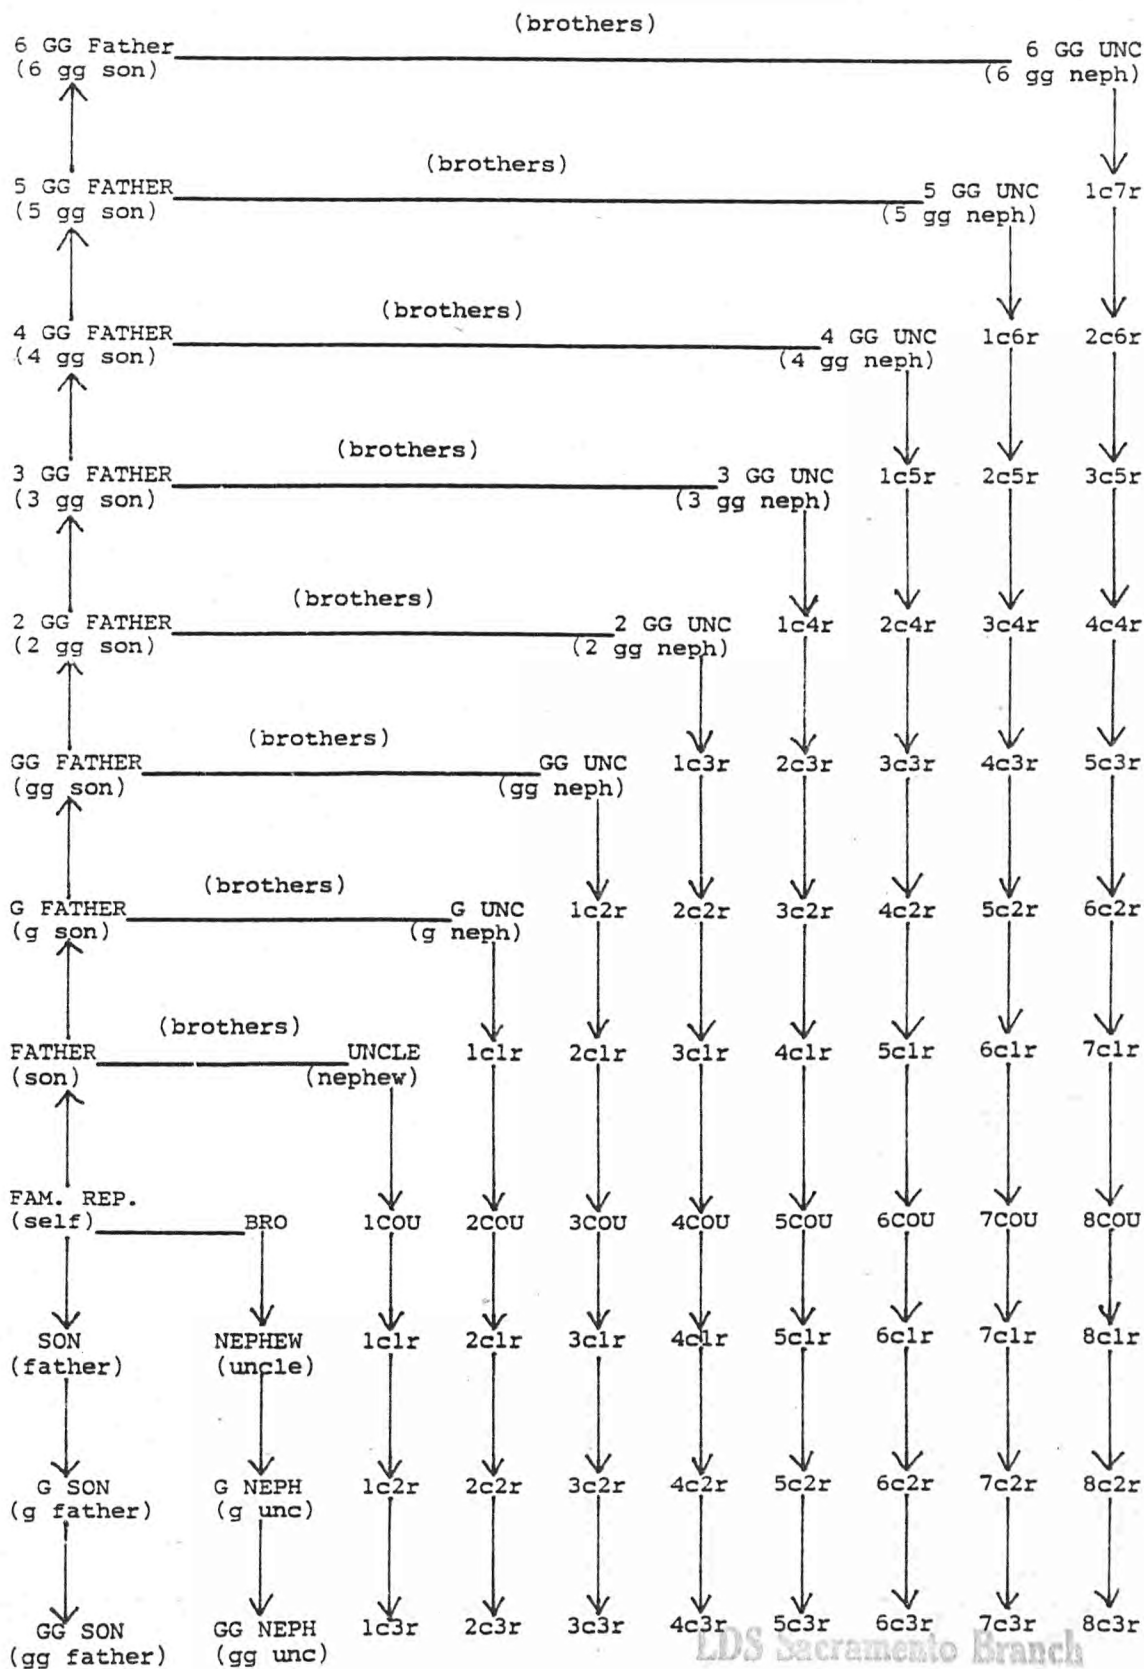 (brothers)
6 GG Father 6 GG UNC
(6 gg son) (6 gg neph)
(brothers)
5 GG FATHER 5 GG UNC 1c7r
(5 gg son) (5 gg neph)
(brothers)
4 GG FATHER 4 GG UNC 1c6r 2c6r
(4 gg son) (4 gg neph)
(brothers)
3 GG FATHER 3 GG UNC 1c5r 2c5r 3c5r
(3 gg son) (3 gg neph)
(brothers)
2 GG FATHER 2 GG UNC 1c4r 2c4r 3c4r 4c4r
(2 gg son) (2 gg neph)
(brothers)
GG FATHER GG UNC 1c3r 2c3r 3c3r 4c3r 5c3r
(gg son) (gg neph)
(brothers)
G FATHER G UNC 1c2r 2c2r 3c2r 4c2r 5c2r 6c2r
(g son) (g neph)
(brothers)
FATHER UNCLE 1c1r 2c1r 3c1r 4c1r 5c1r 6c1r 7c1r
(son) (nephew)
FAM. REP.
(self) BRO 1COU 2COU 3COU 4COU 5COU 6COU 7COU 8COU
SON NEPHEW 1c1r 2c1r 3c1r 4c1r 5c1r 6c1r 7c1r 8c1r
(father) (uncle)
G SON G NEPH 1c2r 2c2r 3c2r 4c2r 5c2r 6c2r 7c2r 8c2r
(g father) (g unc)
GG SON GG NEPH 1c3r 2c3r 3c3r 4c3r 5c3r 6c3r 7c3r 8c3r
(gg father) (gg unc)
LDS Sacramento Branch